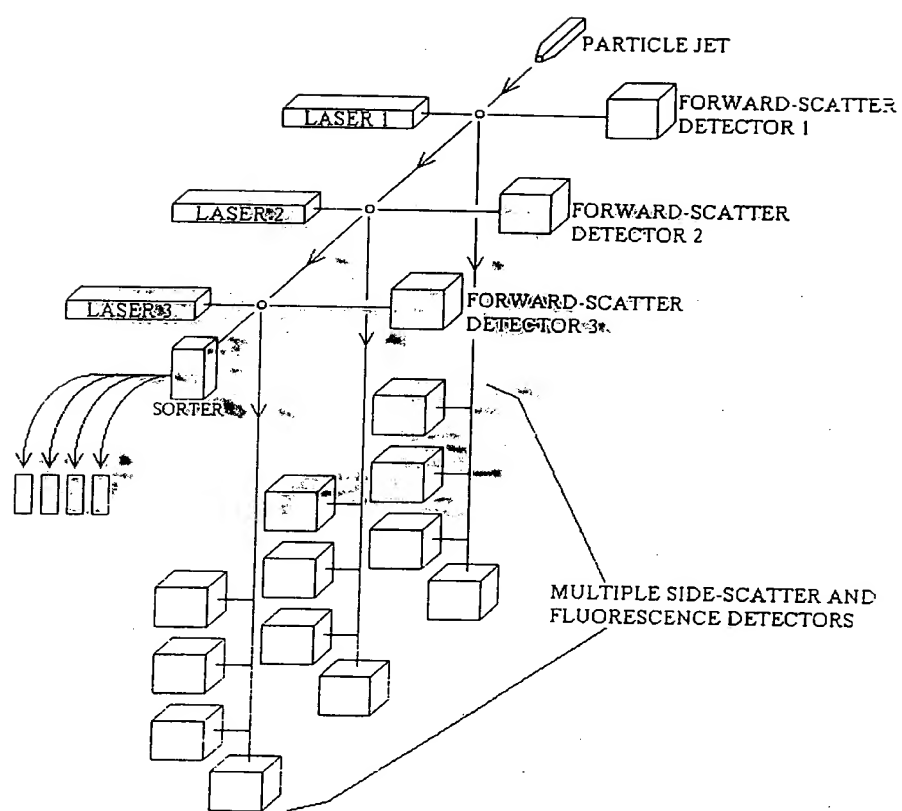 PARTICLE JET
FORWARD-SCATTER
DETECTOR 1
LASER 1
FORWARD-SCATTER
DETECTOR 2
LASER 2
FORWARD-SCATTER
DETECTOR 3
LASER 3
SORTER
MULTIPLE SIDE-SCATTER AND
FLUORESCENCE DETECTORS